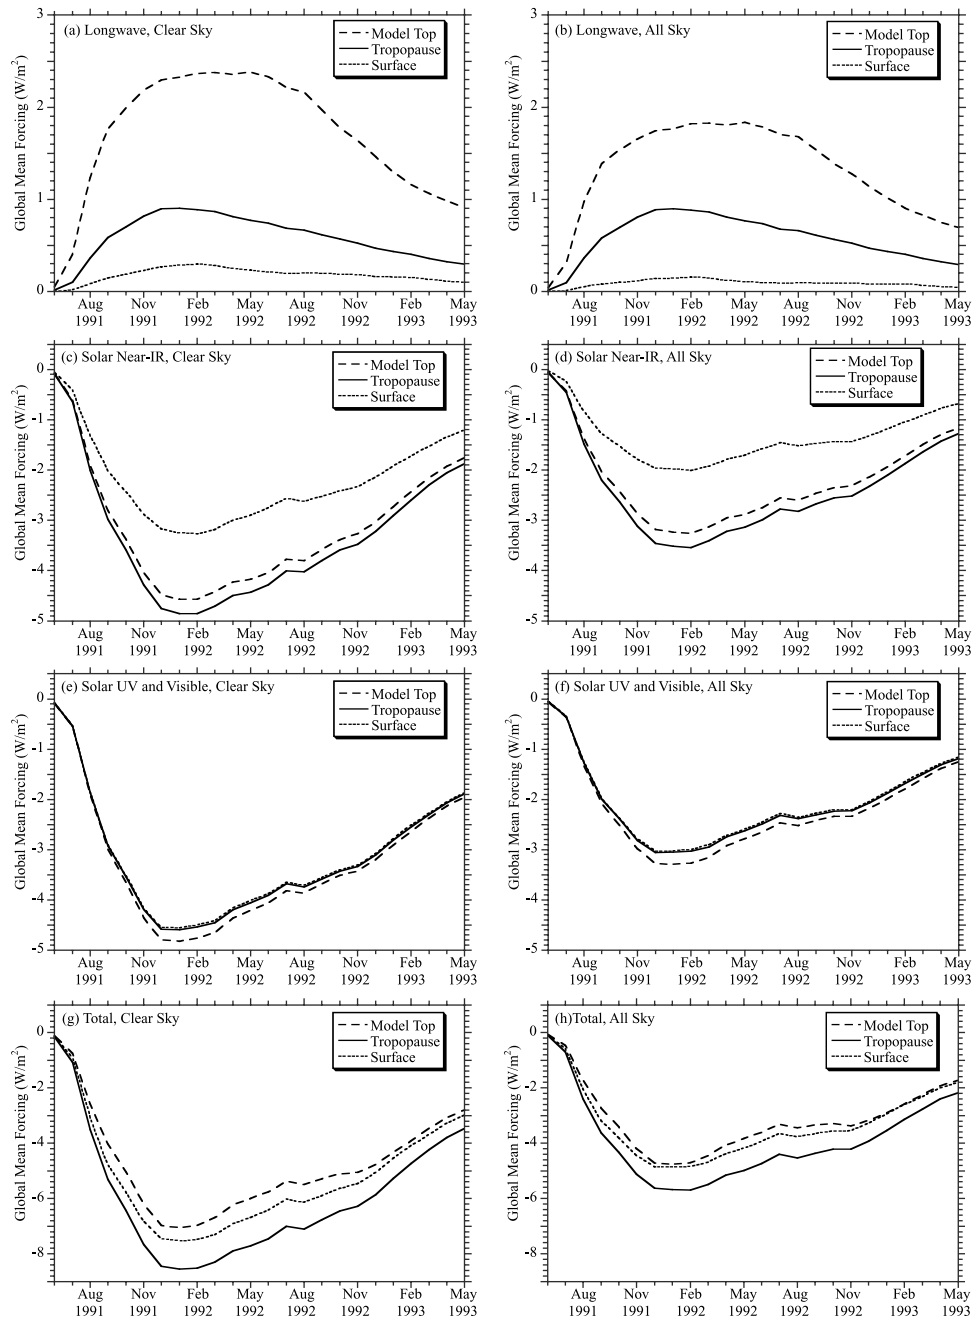 (a) Longwave, Clear Sky
Model Top
Tropopause
Surface
Global Mean Forcing (W/m²)
3
2
1
0
Aug 1991
Nov 1991
Feb 1992
May 1992
Aug 1992
Nov 1992
Feb 1993
May 1993
(b) Longwave, All Sky
Model Top
Tropopause
Surface
Global Mean Forcing (W/m²)
3
2
1
0
Aug 1991
Nov 1991
Feb 1992
May 1992
Aug 1992
Nov 1992
Feb 1993
May 1993
(c) Solar Near-IR, Clear Sky
Model Top
Tropopause
Surface
Global Mean Forcing (W/m²)
0
-1
-2
-3
-4
-5
Aug 1991
Nov 1991
Feb 1992
May 1992
Aug 1992
Nov 1992
Feb 1993
May 1993
(d) Solar Near-IR, All Sky
Model Top
Tropopause
Surface
Global Mean Forcing (W/m²)
0
-1
-2
-3
-4
-5
Aug 1991
Nov 1991
Feb 1992
May 1992
Aug 1992
Nov 1992
Feb 1993
May 1993
(e) Solar UV and Visible, Clear Sky
Model Top
Tropopause
Surface
Global Mean Forcing (W/m²)
0
-1
-2
-3
-4
-5
Aug 1991
Nov 1991
Feb 1992
May 1992
Aug 1992
Nov 1992
Feb 1993
May 1993
(f) Solar UV and Visible, All Sky
Model Top
Tropopause
Surface
Global Mean Forcing (W/m²)
0
-1
-2
-3
-4
-5
Aug 1991
Nov 1991
Feb 1992
May 1992
Aug 1992
Nov 1992
Feb 1993
May 1993
(g) Total, Clear Sky
Model Top
Tropopause
Surface
Global Mean Forcing (W/m²)
0
-2
-4
-6
-8
Aug 1991
Nov 1991
Feb 1992
May 1992
Aug 1992
Nov 1992
Feb 1993
May 1993
(h)Total, All Sky
Model Top
Tropopause
Surface
Global Mean Forcing (W/m²)
0
-2
-4
-6
-8
Aug 1991
Nov 1991
Feb 1992
May 1992
Aug 1992
Nov 1992
Feb 1993
May 1993